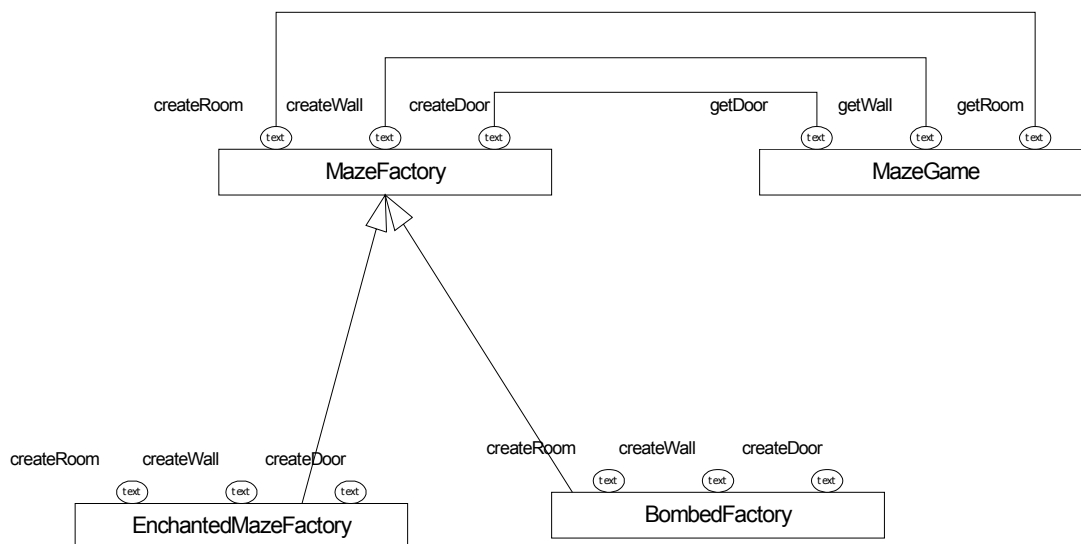 createRoom createWall createDoor getDoor getWall getRoom
text text text text text text
MazeFactory MazeGame
createRoom createWall createDoor createRoom createWall createDoor
text text text text text text
EnchantedMazeFactory BombedFactory